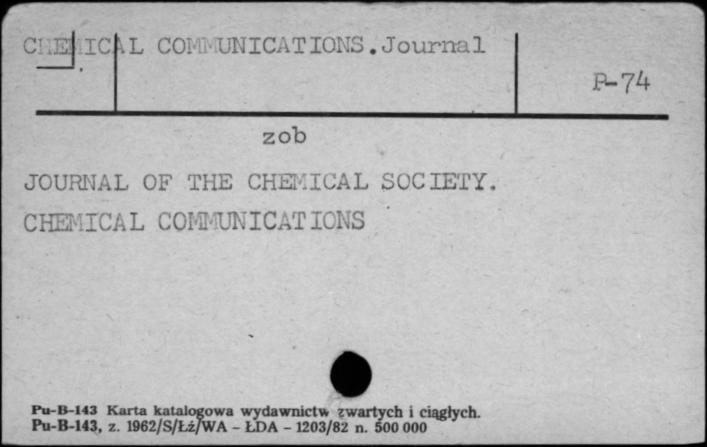 CHEMICAL COMMUNICATIONS.Journal
P-74
zob
JOURNAL OF THE CHEMICAL SOCIETY.
CHEMICAL COMMUNICATIONS
Pu-B-143 Karta katalogowa wydawnictw zwartych i ciągłych.
Pu-B-143, z. 1962/S/Łź/WA - ŁDA - 1203/82 n. 500 000